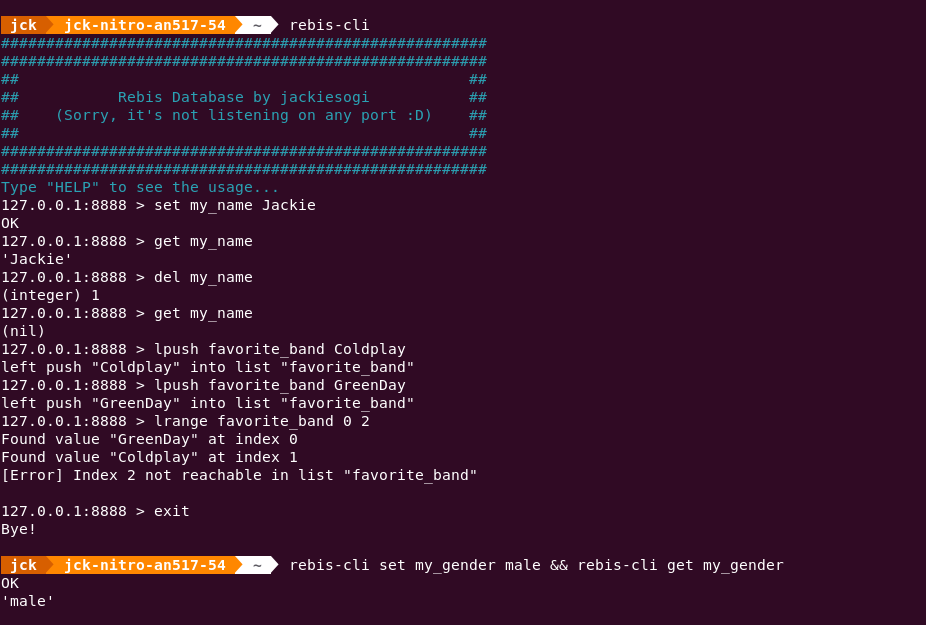 jck jck-nitro-an517-54 ~ rebis-cli
######################################################
######################################################
##                                                  ##
##           Rebis Database by jackiesogi           ##
##    (Sorry, it's not listening on any port :D)    ##
##                                                  ##
######################################################
######################################################
Type "HELP" to see the usage...
127.0.0.1:8888 > set my_name Jackie
OK
127.0.0.1:8888 > get my_name
'Jackie'
127.0.0.1:8888 > del my_name
(integer) 1
127.0.0.1:8888 > get my_name
(nil)
127.0.0.1:8888 > lpush favorite_band Coldplay
left push "Coldplay" into list "favorite_band"
127.0.0.1:8888 > lpush favorite_band GreenDay
left push "GreenDay" into list "favorite_band"
127.0.0.1:8888 > lrange favorite_band 0 2
Found value "GreenDay" at index 0
Found value "Coldplay" at index 1
[Error] Index 2 not reachable in list "favorite_band"
127.0.0.1:8888 > exit
Bye!
jck jck-nitro-an517-54 ~ rebis-cli set my_gender male && rebis-cli get my_gender
OK
'male'